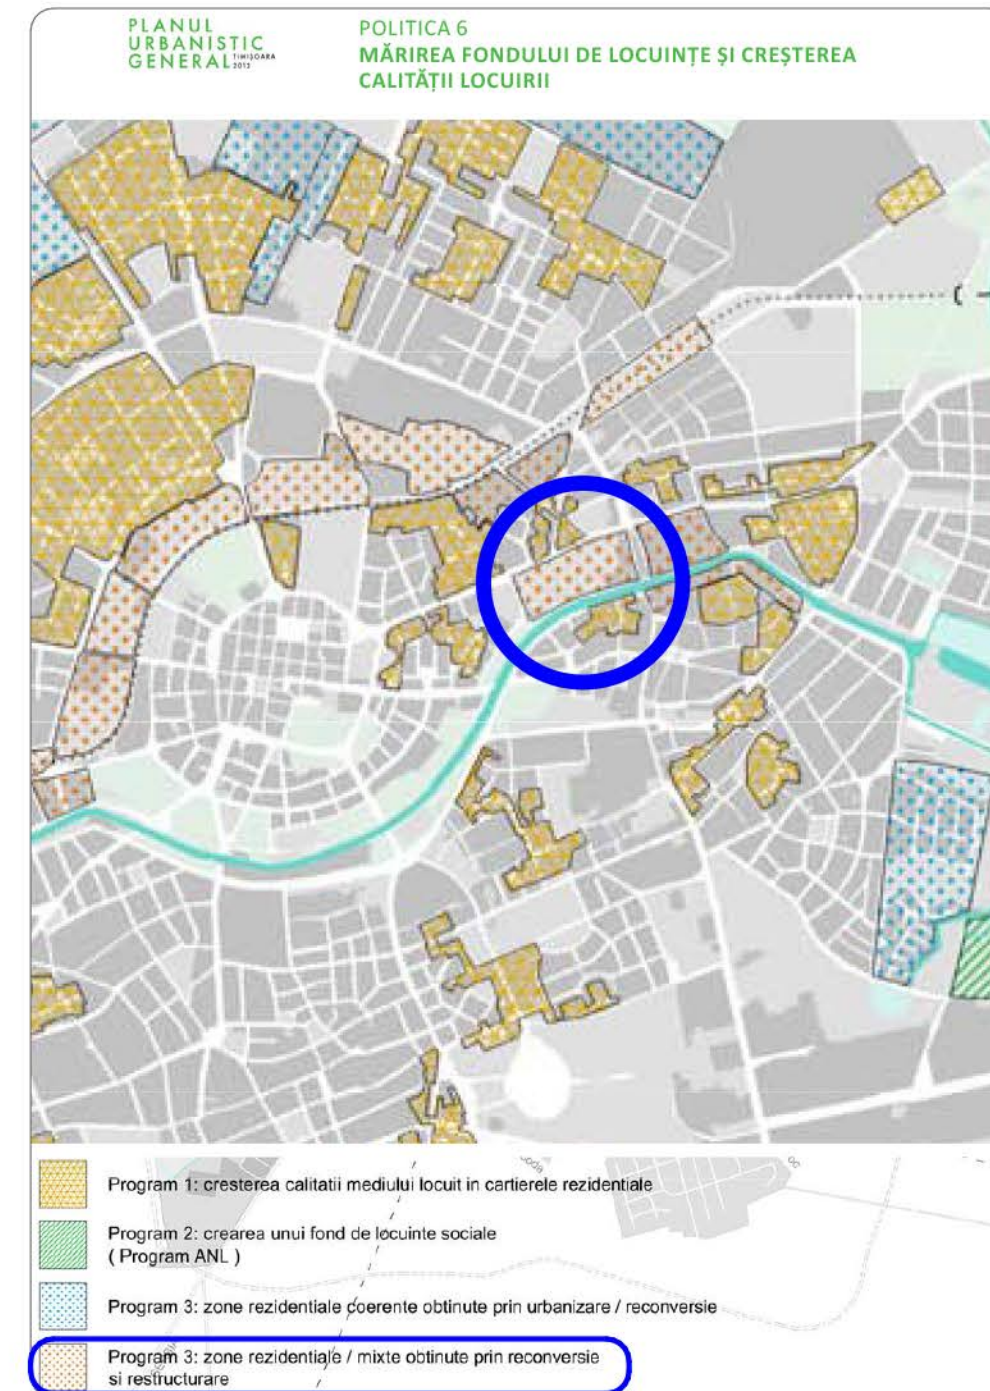 PLANUL
URBANISTIC
GENERAL TIMIȘOARA 2012
POLITICA 6
MĂRIREA FONDULUI DE LOCUINȚE ȘI CREȘTEREA
CALITĂȚII LOCUIRII
Program 1: cresterea calitatii mediului locuit in cartierele rezidentiale
Program 2: crearea unui fond de locuinte sociale
( Program ANL )
Program 3: zone rezidentiale coerente obtinute prin urbanizare / reconversie
Program 3: zone rezidentiale / mixte obtinute prin reconversie
si restructurare